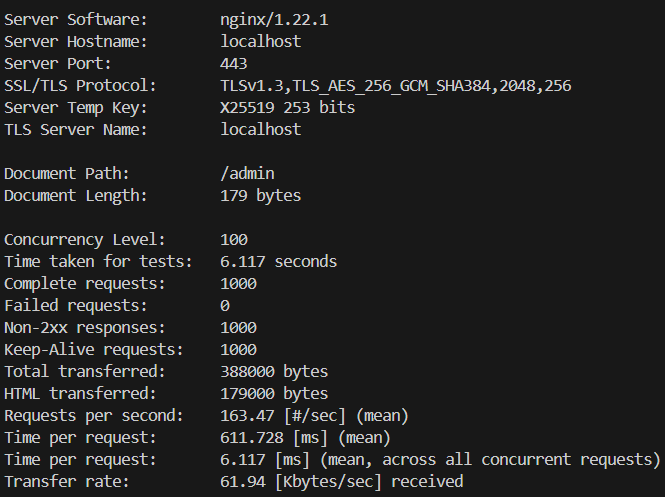 Server Software: nginx/1.22.1
Server Hostname: localhost
Server Port: 443
SSL/TLS Protocol: TLSv1.3,TLS_AES_256_GCM_SHA384,2048,256
Server Temp Key: X25519 253 bits
TLS Server Name: localhost
Document Path: /admin
Document Length: 179 bytes
Concurrency Level: 100
Time taken for tests: 6.117 seconds
Complete requests: 1000
Failed requests: 0
Non-2xx responses: 1000
Keep-Alive requests: 1000
Total transferred: 388000 bytes
HTML transferred: 179000 bytes
Requests per second: 163.47 [#/sec] (mean)
Time per request: 611.728 [ms] (mean)
Time per request: 6.117 [ms] (mean, across all concurrent requests)
Transfer rate: 61.94 [Kbytes/sec] received